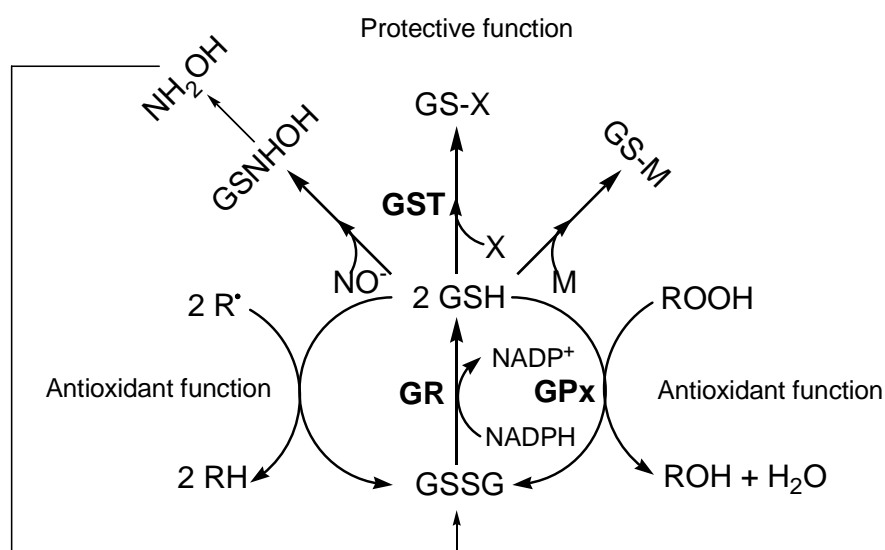 Protective function
NH₂OH
GS-X
GSNHOH
GS-M
GST
X
NO⁻
M
2 R•
2 GSH
ROOH
NADP⁺
Antioxidant function
GR
GPx
Antioxidant function
NADPH
2 RH
GSSG
ROH + H₂O